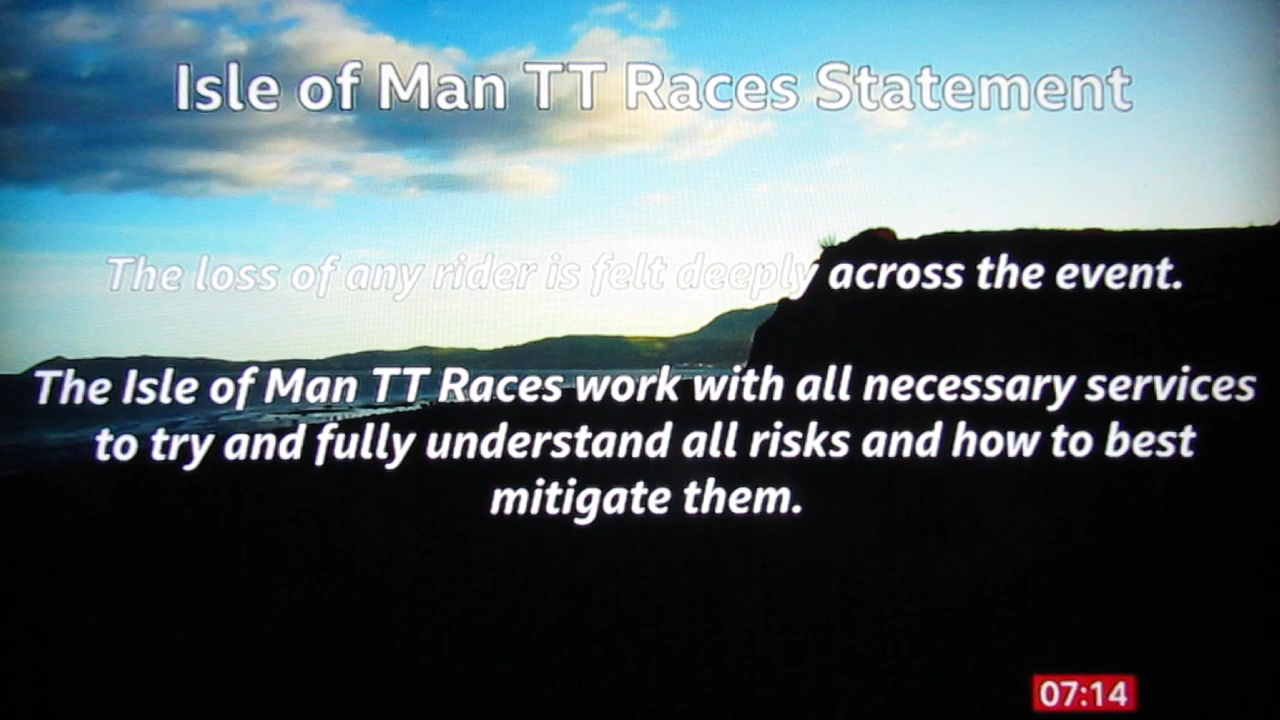 Isle of Man TT Races Statement
The loss of any rider is felt deeply across the event.
The Isle of Man TT Races work with all necessary services
to try and fully understand all risks and how to best
mitigate them.
07:14